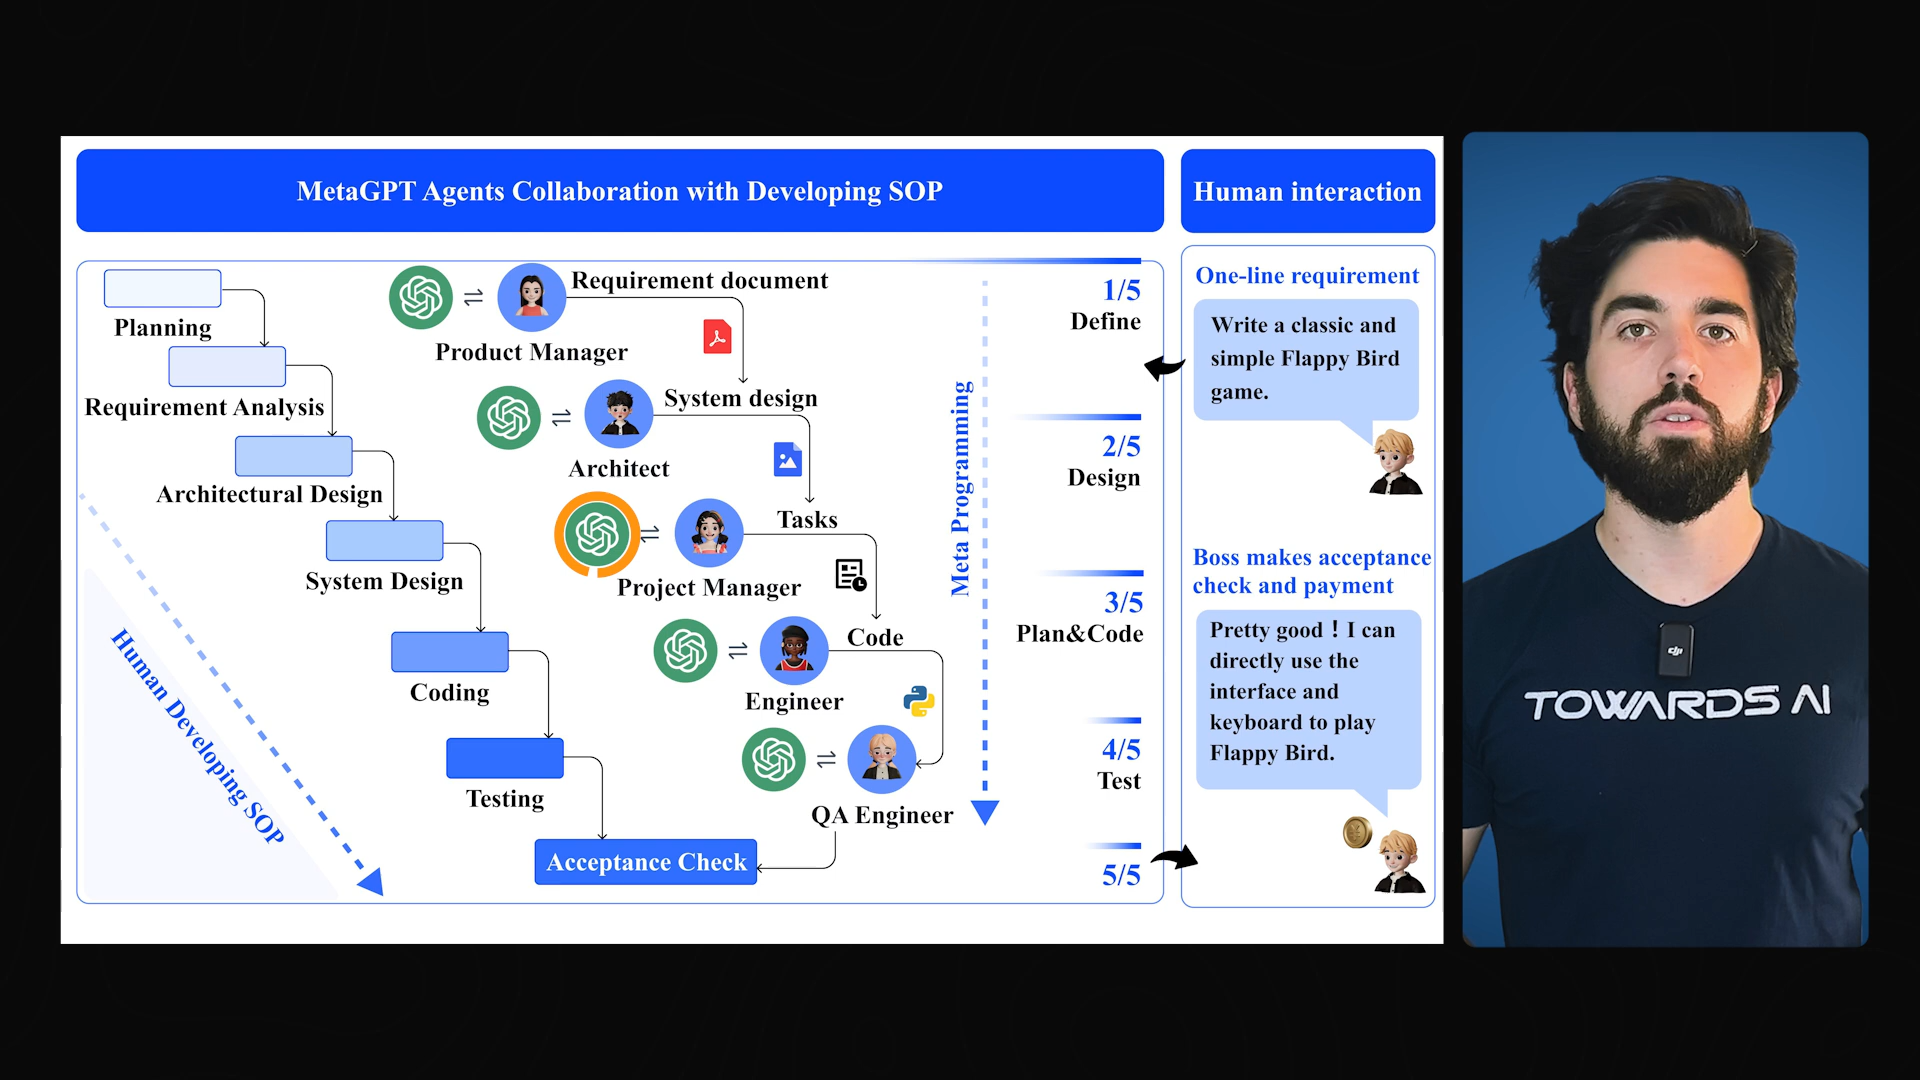 MetaGPT Agents Collaboration with Developing SOP
Human interaction
Planning
Requirement Analysis
Architectural Design
System Design
Coding
Testing
Acceptance Check
Human Developing SOP
Requirement document
Product Manager
System design
Architect
Tasks
Project Manager
Code
Engineer
QA Engineer
Meta Programming
1/5
Define
2/5
Design
3/5
Plan&Code
4/5
Test
5/5
One-line requirement
Write a classic and
simple Flappy Bird
game.
Boss makes acceptance
check and payment
Pretty good！I can
directly use the
interface and
keyboard to play
Flappy Bird.
dji
TOWARDS AI